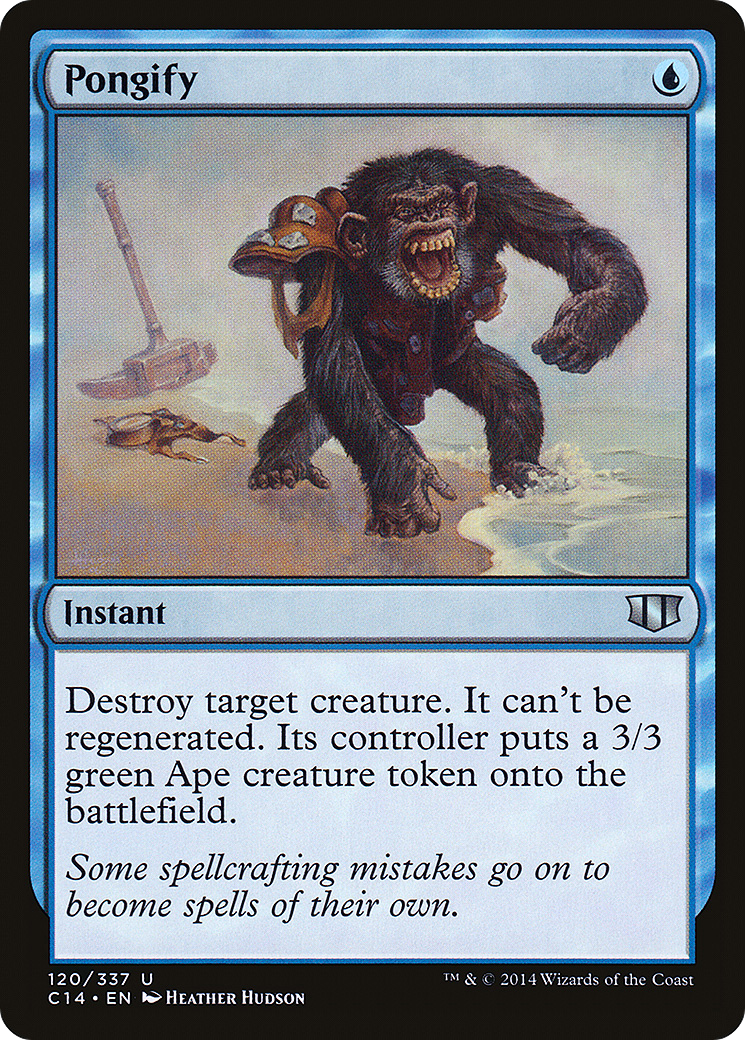 Pongify
Instant
Destroy target creature. It can't be
regenerated. Its controller puts a 3/3
green Ape creature token onto the
battlefield.
Some spellcrafting mistakes go on to
become spells of their own.
120/337 U
™ & © 2014 Wizards of the Coast
C14 • EN Heather Hudson